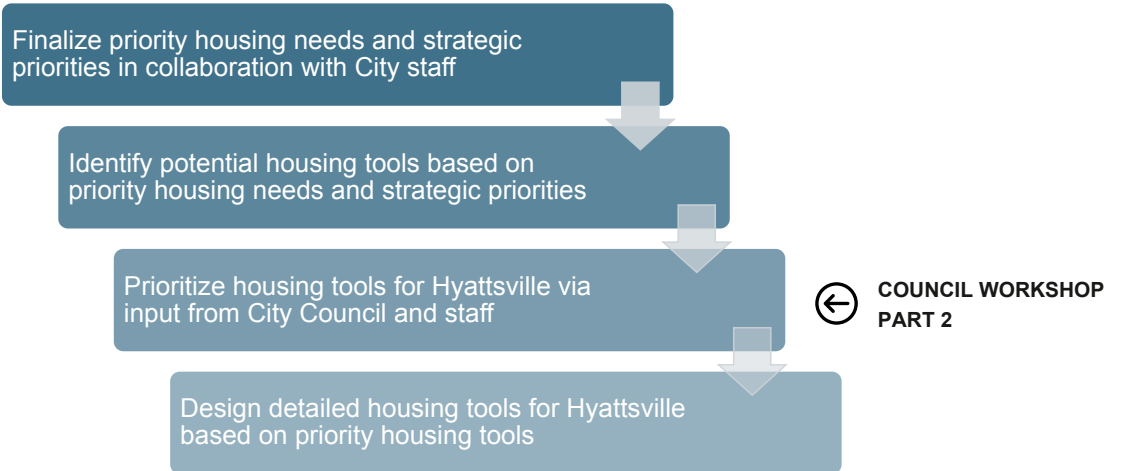 Finalize priority housing needs and strategic
priorities in collaboration with City staff
Identify potential housing tools based on
priority housing needs and strategic priorities
Prioritize housing tools for Hyattsville via
input from City Council and staff
COUNCIL WORKSHOP
PART 2
Design detailed housing tools for Hyattsville
based on priority housing tools